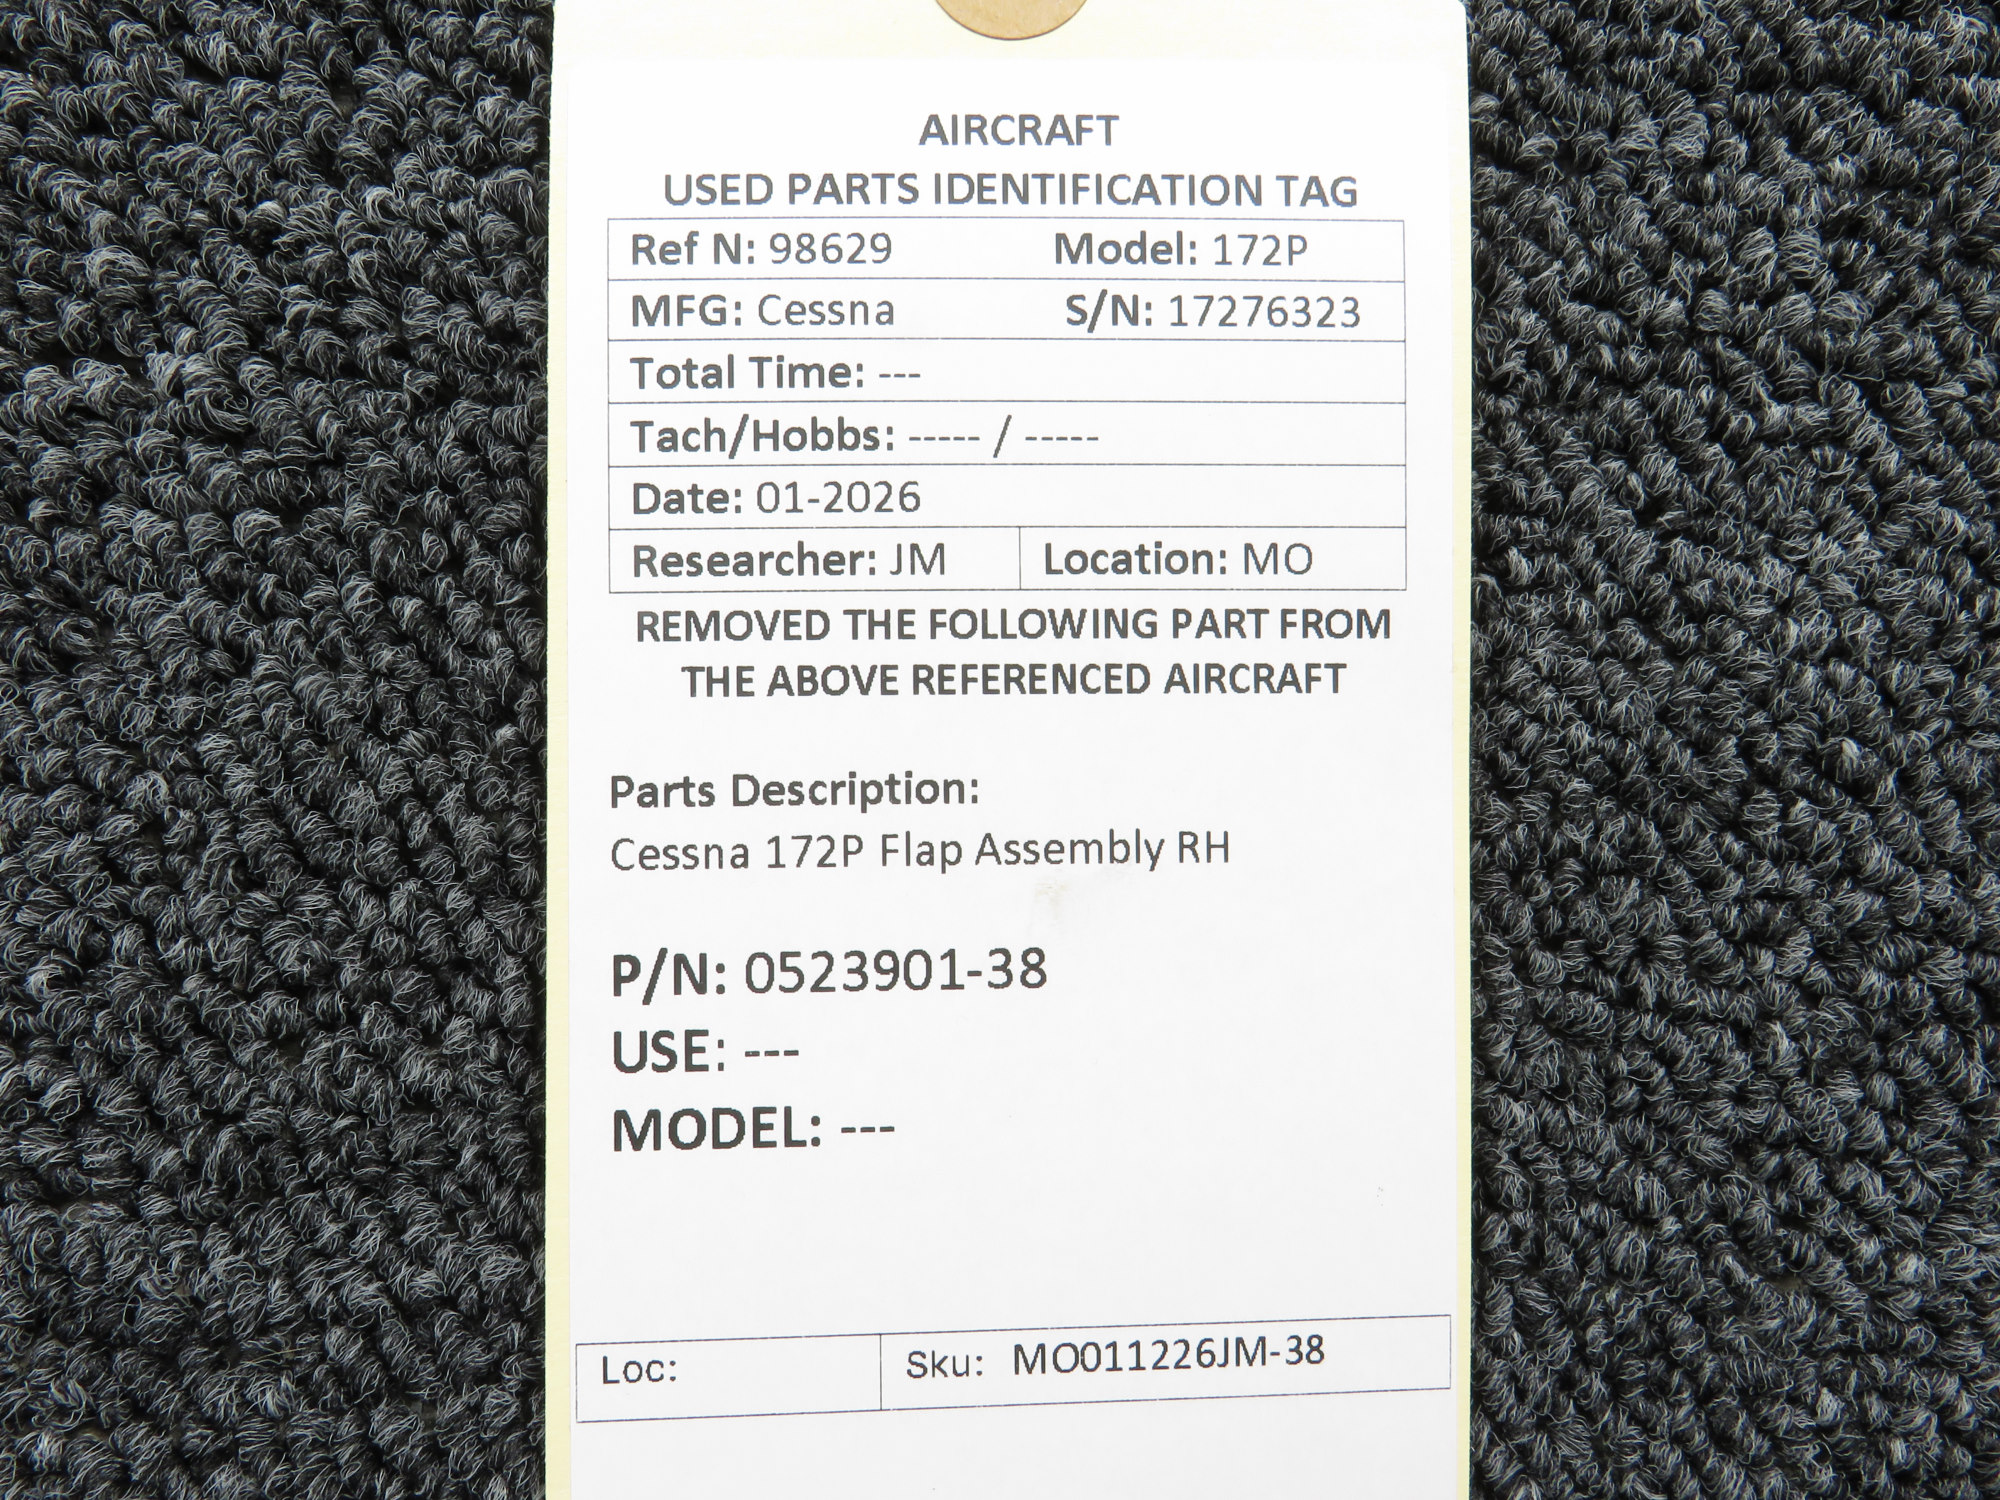 AIRCRAFT
USED PARTS IDENTIFICATION TAG
Ref N: 98629 Model: 172P
MFG: Cessna S/N: 17276323
Total Time: ---
Tach/Hobbs: ----- / -----
Date: 01-2026
Researcher: JM Location: MO
REMOVED THE FOLLOWING PART FROM
THE ABOVE REFERENCED AIRCRAFT
Parts Description:
Cessna 172P Flap Assembly RH
P/N: 0523901-38
USE: ---
MODEL: ---
Loc: Sku: MO011226JM-38